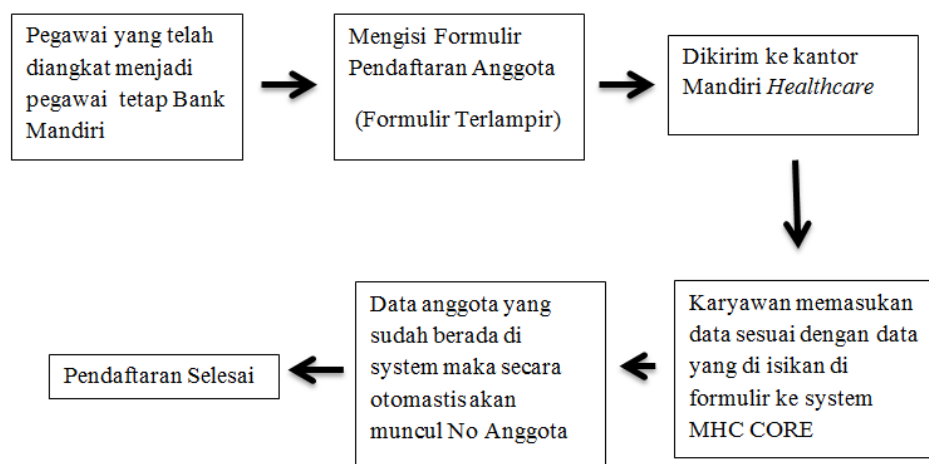 Pegawai yang telah
diangkat menjadi
pegawai tetap Bank
Mandiri
Mengisi Formulir
Pendaftaran Anggota
(Formulir Terlampir)
Dikirim ke kantor
Mandiri Healthcare
Karyawan memasukan
data sesuai dengan data
yang di isikan di
formulir ke system
MHC CORE
Data anggota yang
sudah berada di
system maka secara
otomastis akan
muncul No Anggota
Pendaftaran Selesai